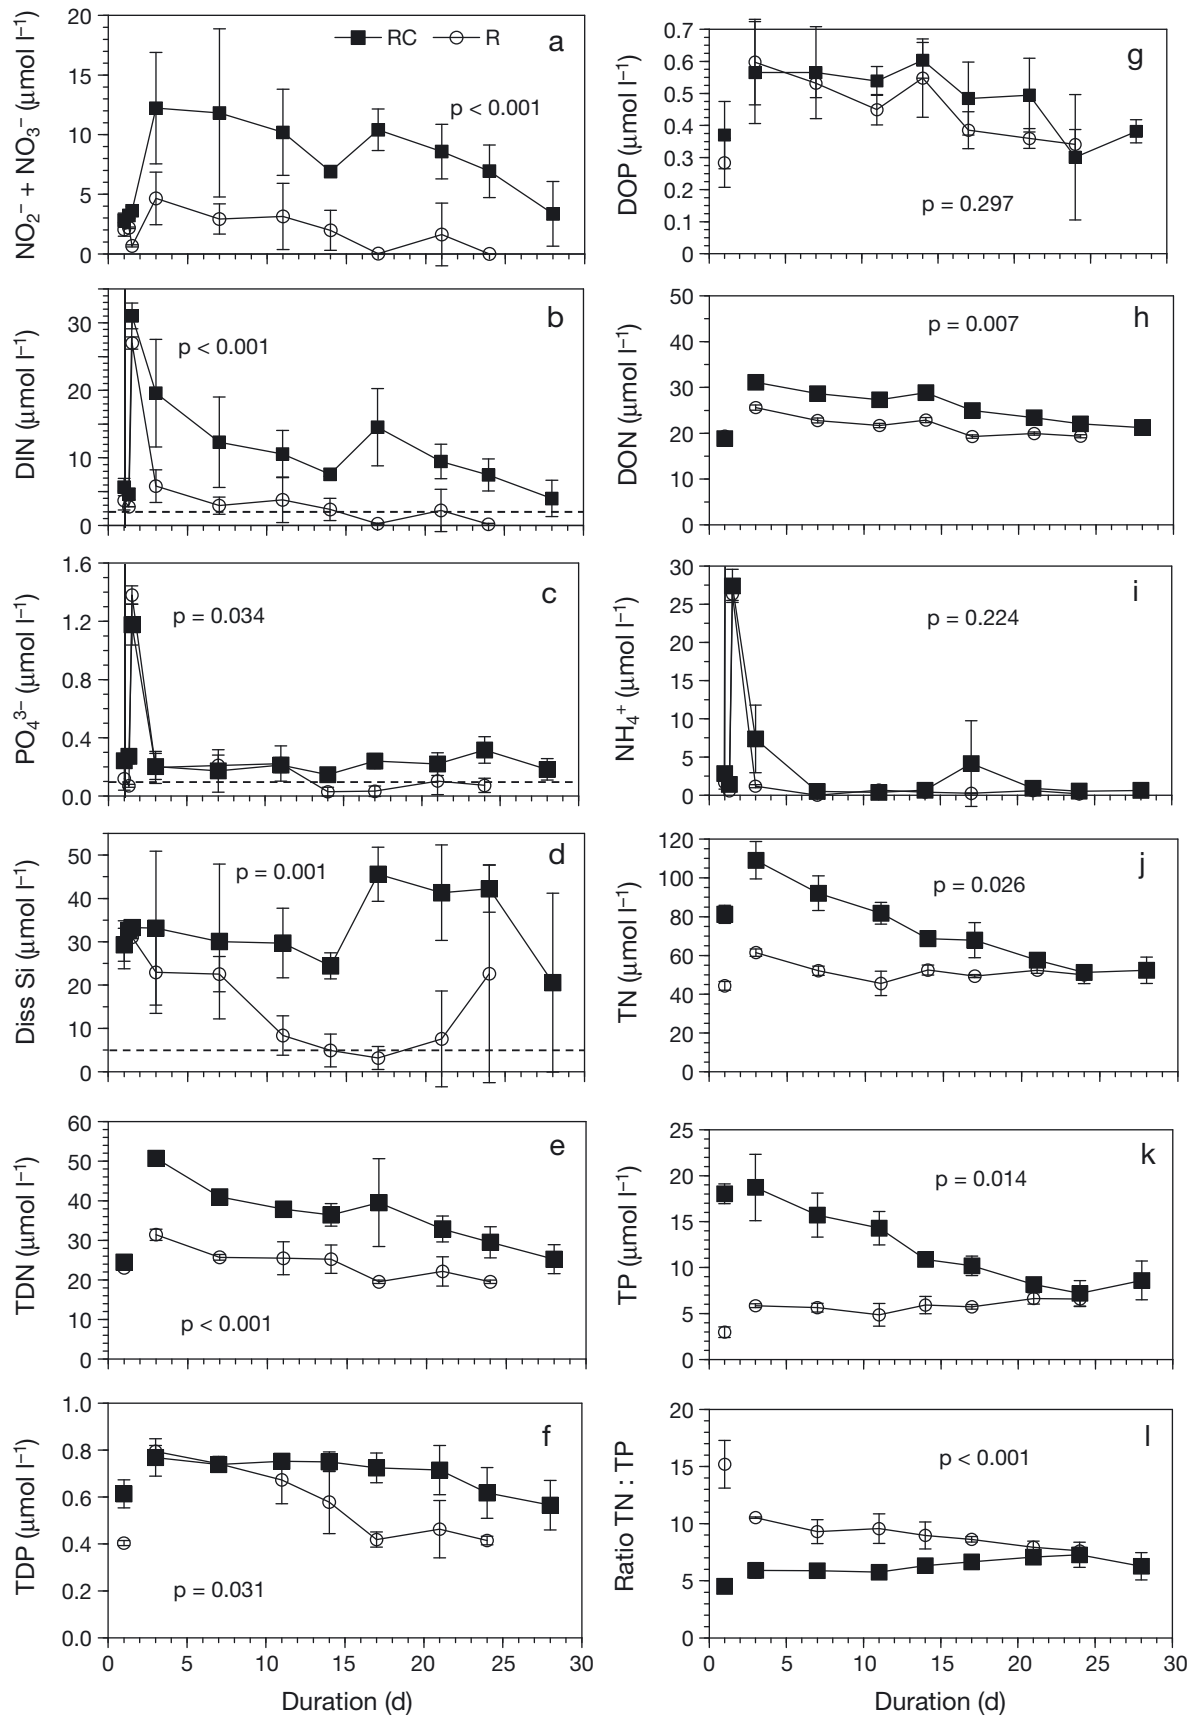 20
15
10
5
0
NO₂⁻ + NO₃⁻ (µmol l⁻¹)
RC
R
a
p < 0.001
30
20
10
0
DIN (µmol l⁻¹)
b
p < 0.001
1.6
1.2
0.8
0.4
0.0
PO₄³⁻ (µmol l⁻¹)
c
p = 0.034
50
40
30
20
10
0
Diss Si (µmol l⁻¹)
d
p = 0.001
60
50
40
30
20
10
0
TDN (µmol l⁻¹)
e
p < 0.001
1.0
0.8
0.6
0.4
0.2
0.0
TDP (µmol l⁻¹)
f
p = 0.031
0 5 10 15 20 25 30
Duration (d)
0.7
0.6
0.5
0.4
0.3
0.2
0.1
0
DOP (µmol l⁻¹)
g
p = 0.297
50
40
30
20
10
0
DON (µmol l⁻¹)
h
p = 0.007
30
25
20
15
10
5
0
NH₄⁺ (µmol l⁻¹)
i
p = 0.224
120
100
80
60
40
20
0
TN (µmol l⁻¹)
j
p = 0.026
25
20
15
10
5
0
TP (µmol l⁻¹)
k
p = 0.014
20
15
10
5
0
Ratio TN : TP
l
p < 0.001
0 5 10 15 20 25 30
Duration (d)